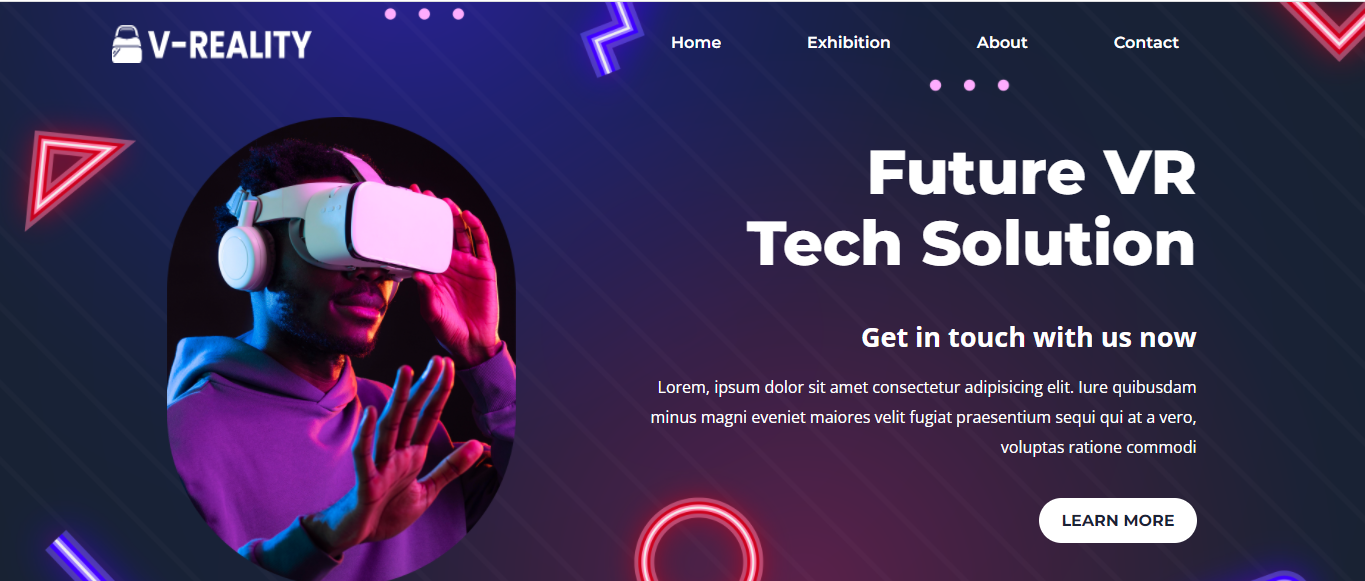 V-REALITY
Home
Exhibition
About
Contact
Future VR
Tech Solution
Get in touch with us now
Lorem, ipsum dolor sit amet consectetur adipisicing elit. Iure quibusdam
minus magni eveniet maiores velit fugiat praesentium sequi qui at a vero,
voluptas ratione commodi
LEARN MORE